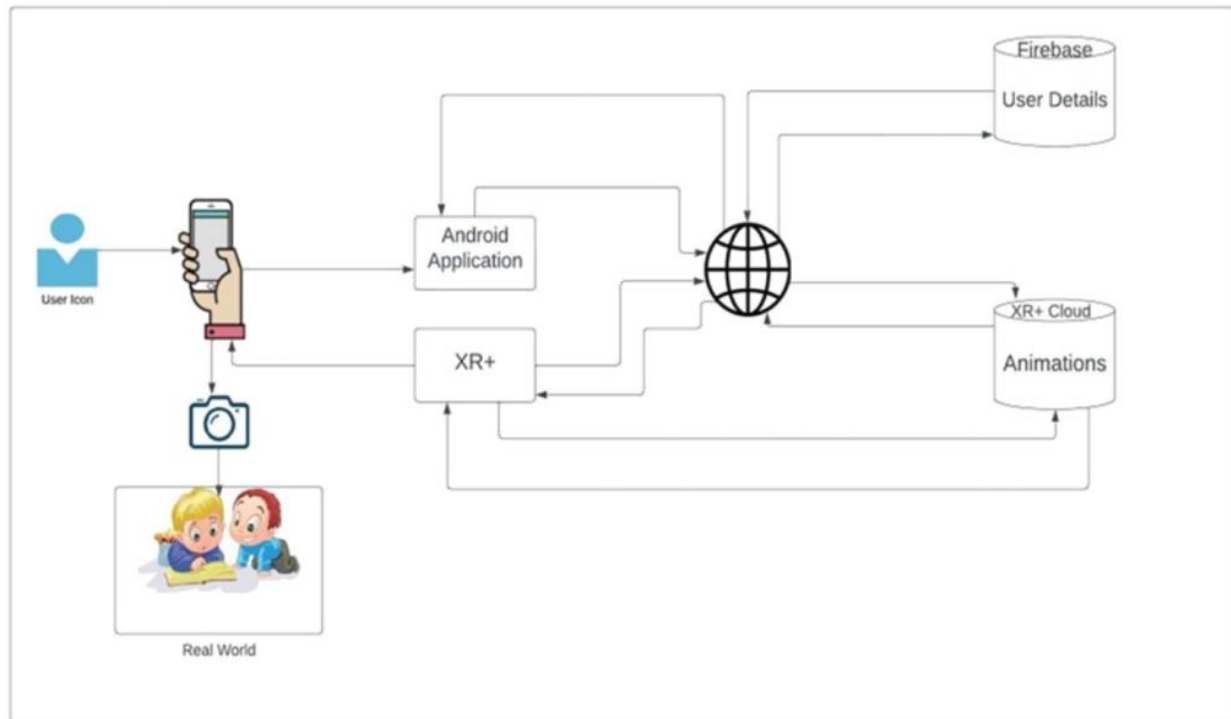 Firebase
User Details
Android
Application
User Icon
XR+ Cloud
XR+
Animations
Real World